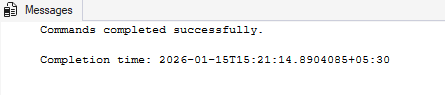 Messages
Commands completed successfully.
Completion time: 2026-01-15T15:21:14.8904085+05:30